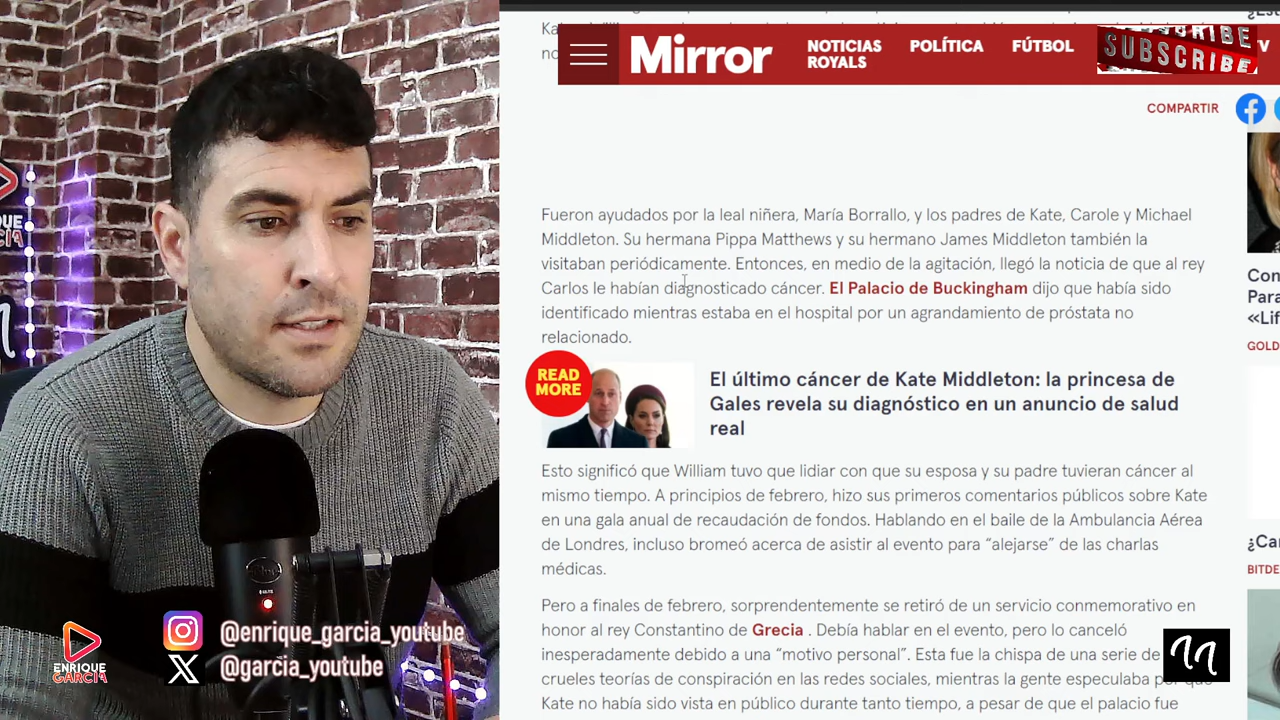 Mirror
NOTICIAS
ROYALS
POLÍTICA
FÚTBOL
SUBSCRIBE
COMPARTIR
Fueron ayudados por la leal niñera, María Borrallo, y los padres de Kate, Carole y Michael
Middleton. Su hermana Pippa Matthews y su hermano James Middleton también la
visitaban periódicamente. Entonces, en medio de la agitación, llegó la noticia de que al rey
Carlos le habían diagnosticado cáncer. El Palacio de Buckingham dijo que había sido
identificado mientras estaba en el hospital por un agrandamiento de próstata no
relacionado.
READ
MORE
El último cáncer de Kate Middleton: la princesa de
Gales revela su diagnóstico en un anuncio de salud
real
Esto significó que William tuvo que lidiar con que su esposa y su padre tuvieran cáncer al
mismo tiempo. A principios de febrero, hizo sus primeros comentarios públicos sobre Kate
en una gala anual de recaudación de fondos. Hablando en el baile de la Ambulancia Aérea
de Londres, incluso bromeó acerca de asistir al evento para “alejarse” de las charlas
médicas.
Pero a finales de febrero, sorprendentemente se retiró de un servicio conmemorativo en
honor al rey Constantino de Grecia . Debía hablar en el evento, pero lo canceló
inesperadamente debido a una “motivo personal”. Esta fue la chispa de una serie de
crueles teorías de conspiración en las redes sociales, mientras la gente especulaba
Kate no había sido vista en público durante tanto tiempo, a pesar de que el palacio fue
GOLD
BITDE
@enrique_garcia_youtube
@garcia_youtube
ENRIQUE
GARCIA